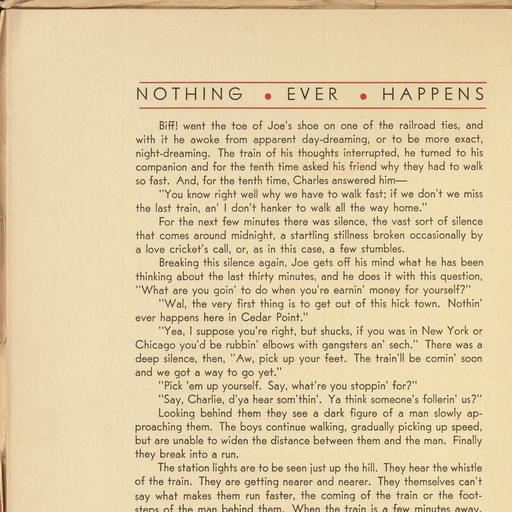 NOTHING • EVER • HAPPENS
Biff! went the toe of Joe's shoe on one of the railroad ties, and
with it he awoke from apparent day-dreaming, or to be more exact,
night-dreaming. The train of his thoughts interrupted, he turned to his
companion and for the tenth time asked his friend why they had to walk
so fast. And, for the tenth time, Charles answered him—
"You know right well why we have to walk fast; if we don't we miss
the last train, an' I don't hanker to walk all the way home."
For the next few minutes there was silence, the vast sort of silence
that comes around midnight, a startling stillness broken occasionally by
a love cricket's call, or, as in this case, a few stumbles.
Breaking this silence again, Joe gets off his mind what he has been
thinking about the last thirty minutes, and he does it with this question,
"What are you goin' to do when you're earnin' money for yourself?"
"Wal, the very first thing is to get out of this hick town. Nothin'
ever happens here in Cedar Point."
"Yea, I suppose you're right, but shucks, if you was in New York or
Chicago you'd be rubbin' elbows with gangsters an' sech." There was a
deep silence, then, "Aw, pick up your feet. The train'll be comin' soon
and we got a way to go yet."
"Pick 'em up yourself. Say, what're you stoppin' for?"
"Say, Charlie, d'ya hear som'thin'. Ya think someone's follerin' us?"
Looking behind them they see a dark figure of a man slowly ap-
proaching them. The boys continue walking, gradually picking up speed,
but are unable to widen the distance between them and the man. Finally
they break into a run.
The station lights are to be seen just up the hill. They hear the whistle
of the train. They are getting nearer and nearer. They themselves can't
say what makes them run faster, the coming of the train or the foot-
steps of the man behind them. When the train is a few minutes away,